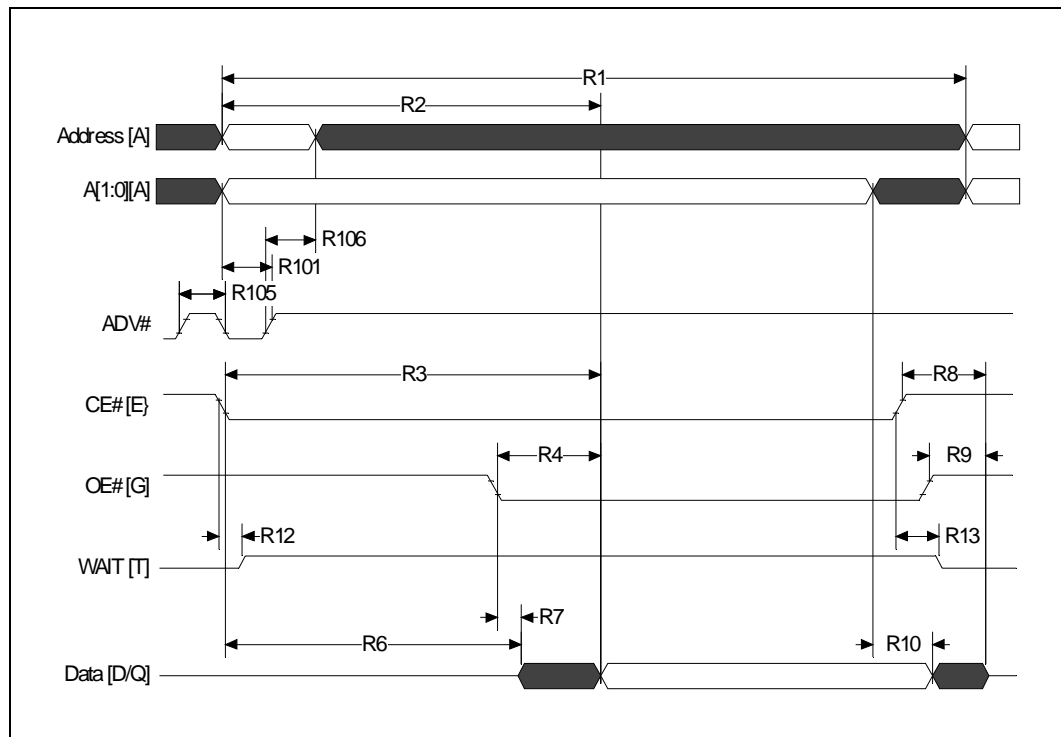 R1
R2
Address [A]
A[1:0][A]
R106
R101
R105
ADV#
R3
R8
CE# [E}
R4
R9
OE# [G]
R12
R13
WAIT [T]
R7
R6
R10
Data [D/Q]